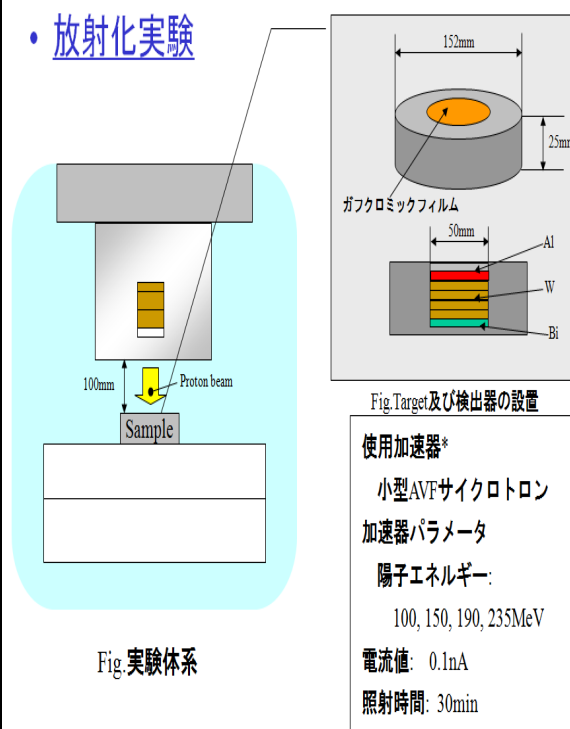 • 放射化実験
152mm
25mm
ガフクロミックフィルム
50mm
Al
W
Bi
Fig.Target及び検出器の設置
100mm
Proton beam
Sample
Fig.実験体系
使用加速器*
小型AVFサイクロトロン
加速器パラメータ
陽子エネルギー:
100, 150, 190, 235MeV
電流値: 0.1nA
照射時間: 30min